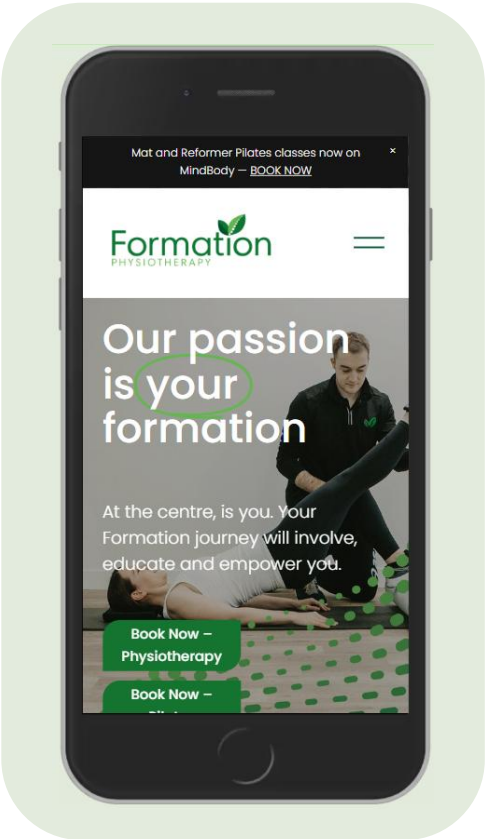 Mat and Reformer Pilates classes now on
MindBody — BOOK NOW
×
Formation
PHYSIOTHERAPY
Our passion
is your
formation
At the centre, is you. Your
Formation journey will involve,
educate and empower you.
Book Now –
Physiotherapy
Book Now –